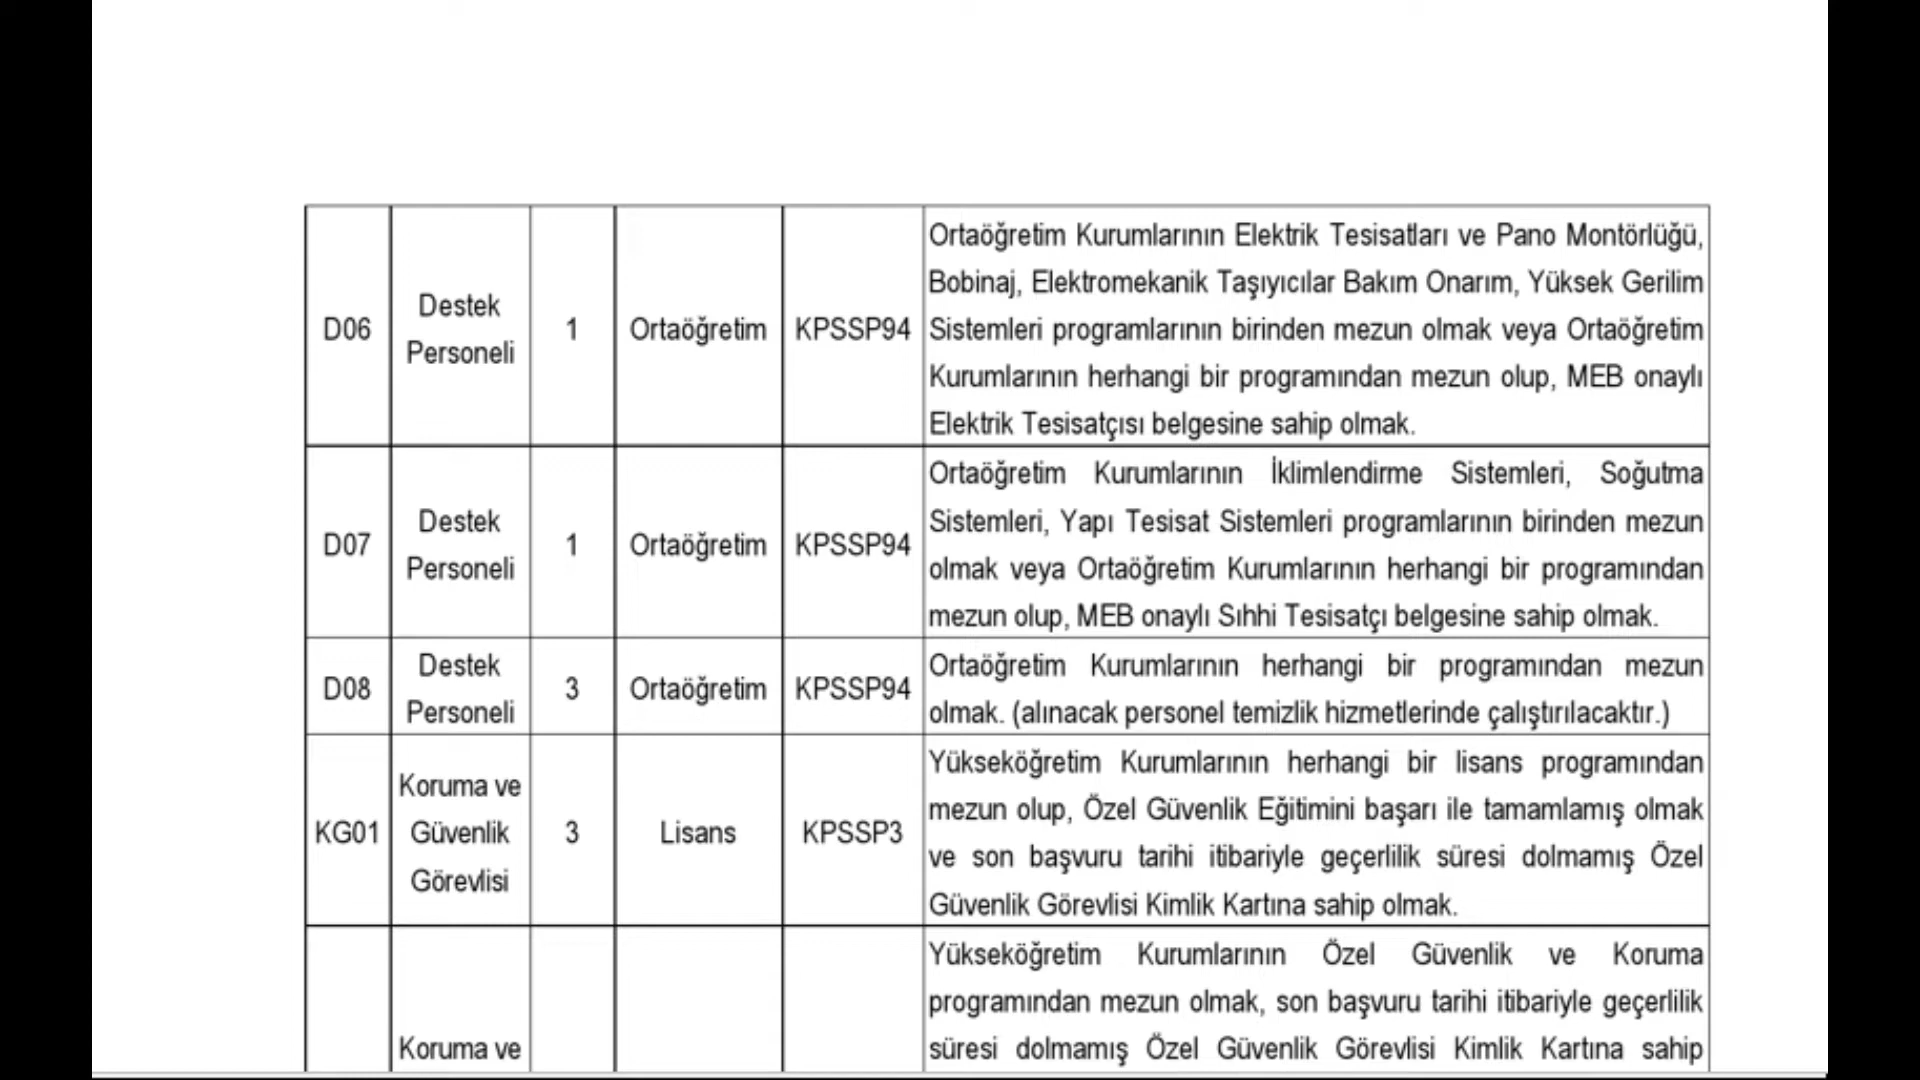 D06
Destek
Personeli
1
Ortaöğretim
KPSSP94
Ortaöğretim Kurumlarının Elektrik Tesisatları ve Pano Montörlüğü,
Bobinaj, Elektromekanik Taşıyıcılar Bakım Onarım, Yüksek Gerilim
Sistemleri programlarının birinden mezun olmak veya Ortaöğretim
Kurumlarının herhangi bir programından mezun olup, MEB onaylı
Elektrik Tesisatçısı belgesine sahip olmak.
D07
Destek
Personeli
1
Ortaöğretim
KPSSP94
Ortaöğretim Kurumlarının İklimlendirme Sistemleri, Soğutma
Sistemleri, Yapı Tesisat Sistemleri programlarının birinden mezun
olmak veya Ortaöğretim Kurumlarının herhangi bir programından
mezun olup, MEB onaylı Sıhhi Tesisatçı belgesine sahip olmak.
D08
Destek
Personeli
3
Ortaöğretim
KPSSP94
Ortaöğretim Kurumlarının herhangi bir programından mezun
olmak. (alınacak personel temizlik hizmetlerinde çalıştırılacaktır.)
KG01
Koruma ve
Güvenlik
Görevlisi
3
Lisans
KPSSP3
Yükseköğretim Kurumlarının herhangi bir lisans programından
mezun olup, Özel Güvenlik Eğitimini başarı ile tamamlamış olmak
ve son başvuru tarihi itibariyle geçerlilik süresi dolmamış Özel
Güvenlik Görevlisi Kimlik Kartına sahip olmak.
Koruma ve
Yükseköğretim Kurumlarının Özel Güvenlik ve Koruma
programından mezun olmak, son başvuru tarihi itibariyle geçerlilik
süresi dolmamış Özel Güvenlik Görevlisi Kimlik Kartına sahip